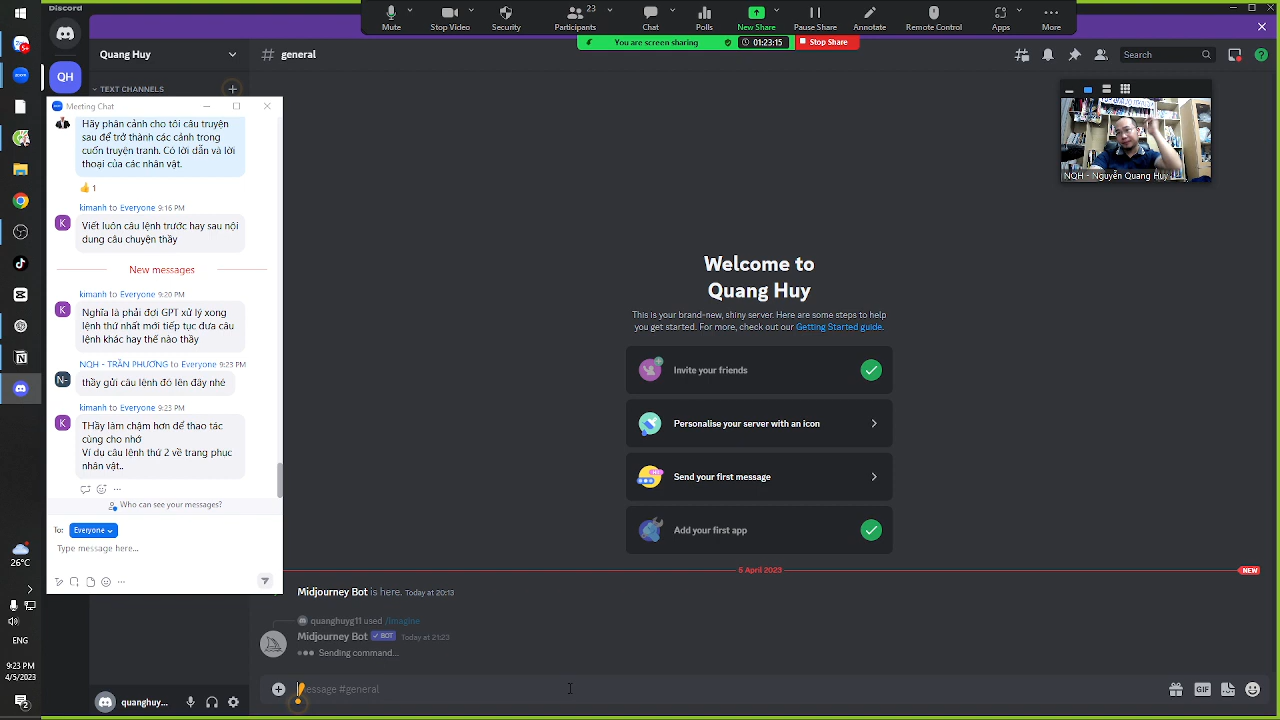 Discord
Mute
Stop Video
Security
23
Participants
Chat
Polls
New Share
Pause Share
Annotate
Remote Control
Apps
More
You are screen sharing
01:23:15
Stop Share
Quang Huy
# general
Search
QH
TEXT CHANNELS
Meeting Chat
Hãy phân cảnh cho tôi câu truyện
sau để trở thành các cảnh trong
cuốn truyện tranh. Có lời dẫn và lời
thoại của các nhân vật.
👍 1
kimanh to Everyone 9:16 PM
K
Viết luôn câu lệnh trước hay sau nội
dung câu chuyện thầy
New messages
kimanh to Everyone 9:20 PM
K
Nghĩa là phải đợi GPT xử lý xong
lệnh thứ nhất mới tiếp tục đưa câu
lệnh khác hay thế nào thầy
NQH - TRẦN PHƯƠNG to Everyone 9:23 PM
N-
thầy gửi câu lệnh đó lên đây nhé
kimanh to Everyone 9:23 PM
K
THầy làm chậm hơn để thao tác
cùng cho nhớ
Ví dụ câu lệnh thứ 2 về trang phục
nhân vật..
Who can see your messages?
To: Everyone
Type message here...
NQH - Nguyễn Quang Huy
Welcome to
Quang Huy
This is your brand-new, shiny server. Here are some steps to help
you get started. For more, check out our Getting Started guide.
Invite your friends
Personalise your server with an icon
Send your first message
Add your first app
5 April 2023
NEW
Midjourney Bot is here. Today at 20:13
quanghuyg11 used /imagine
Midjourney Bot ✓ BOT Today at 21:23
Sending command...
essage #general
GIF
quanghuy...
26°C
ENG
9:23 PM
4/5/2023